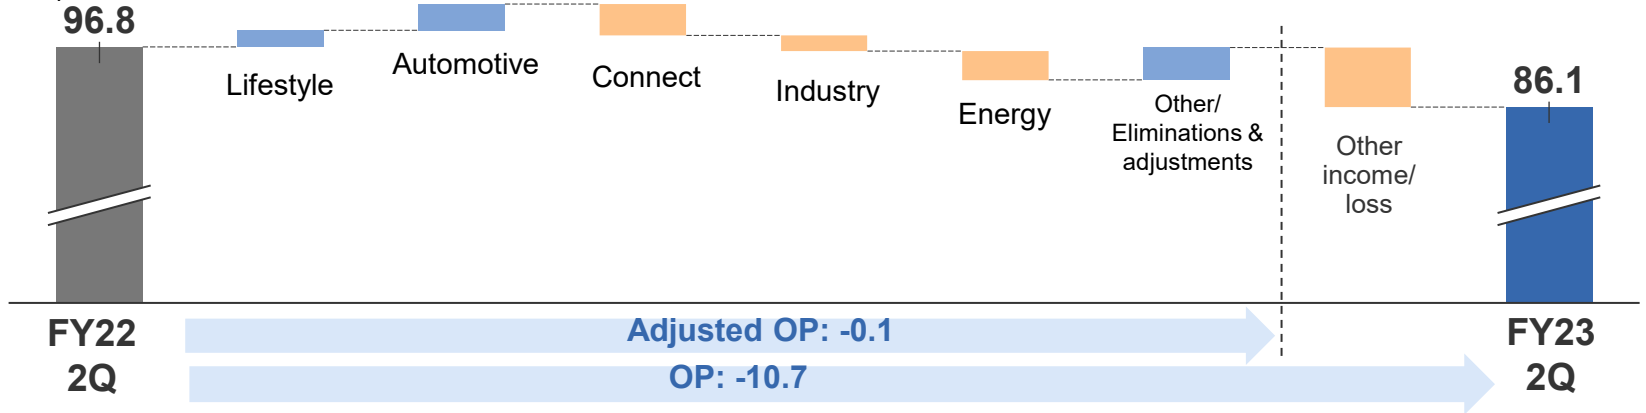 96.8
Lifestyle
Automotive
Connect
Industry
Energy
Other/
Eliminations &
adjustments
Other
income/
loss
86.1
Adjusted OP: -0.1
OP: -10.7
FY22
2Q
FY23
2Q